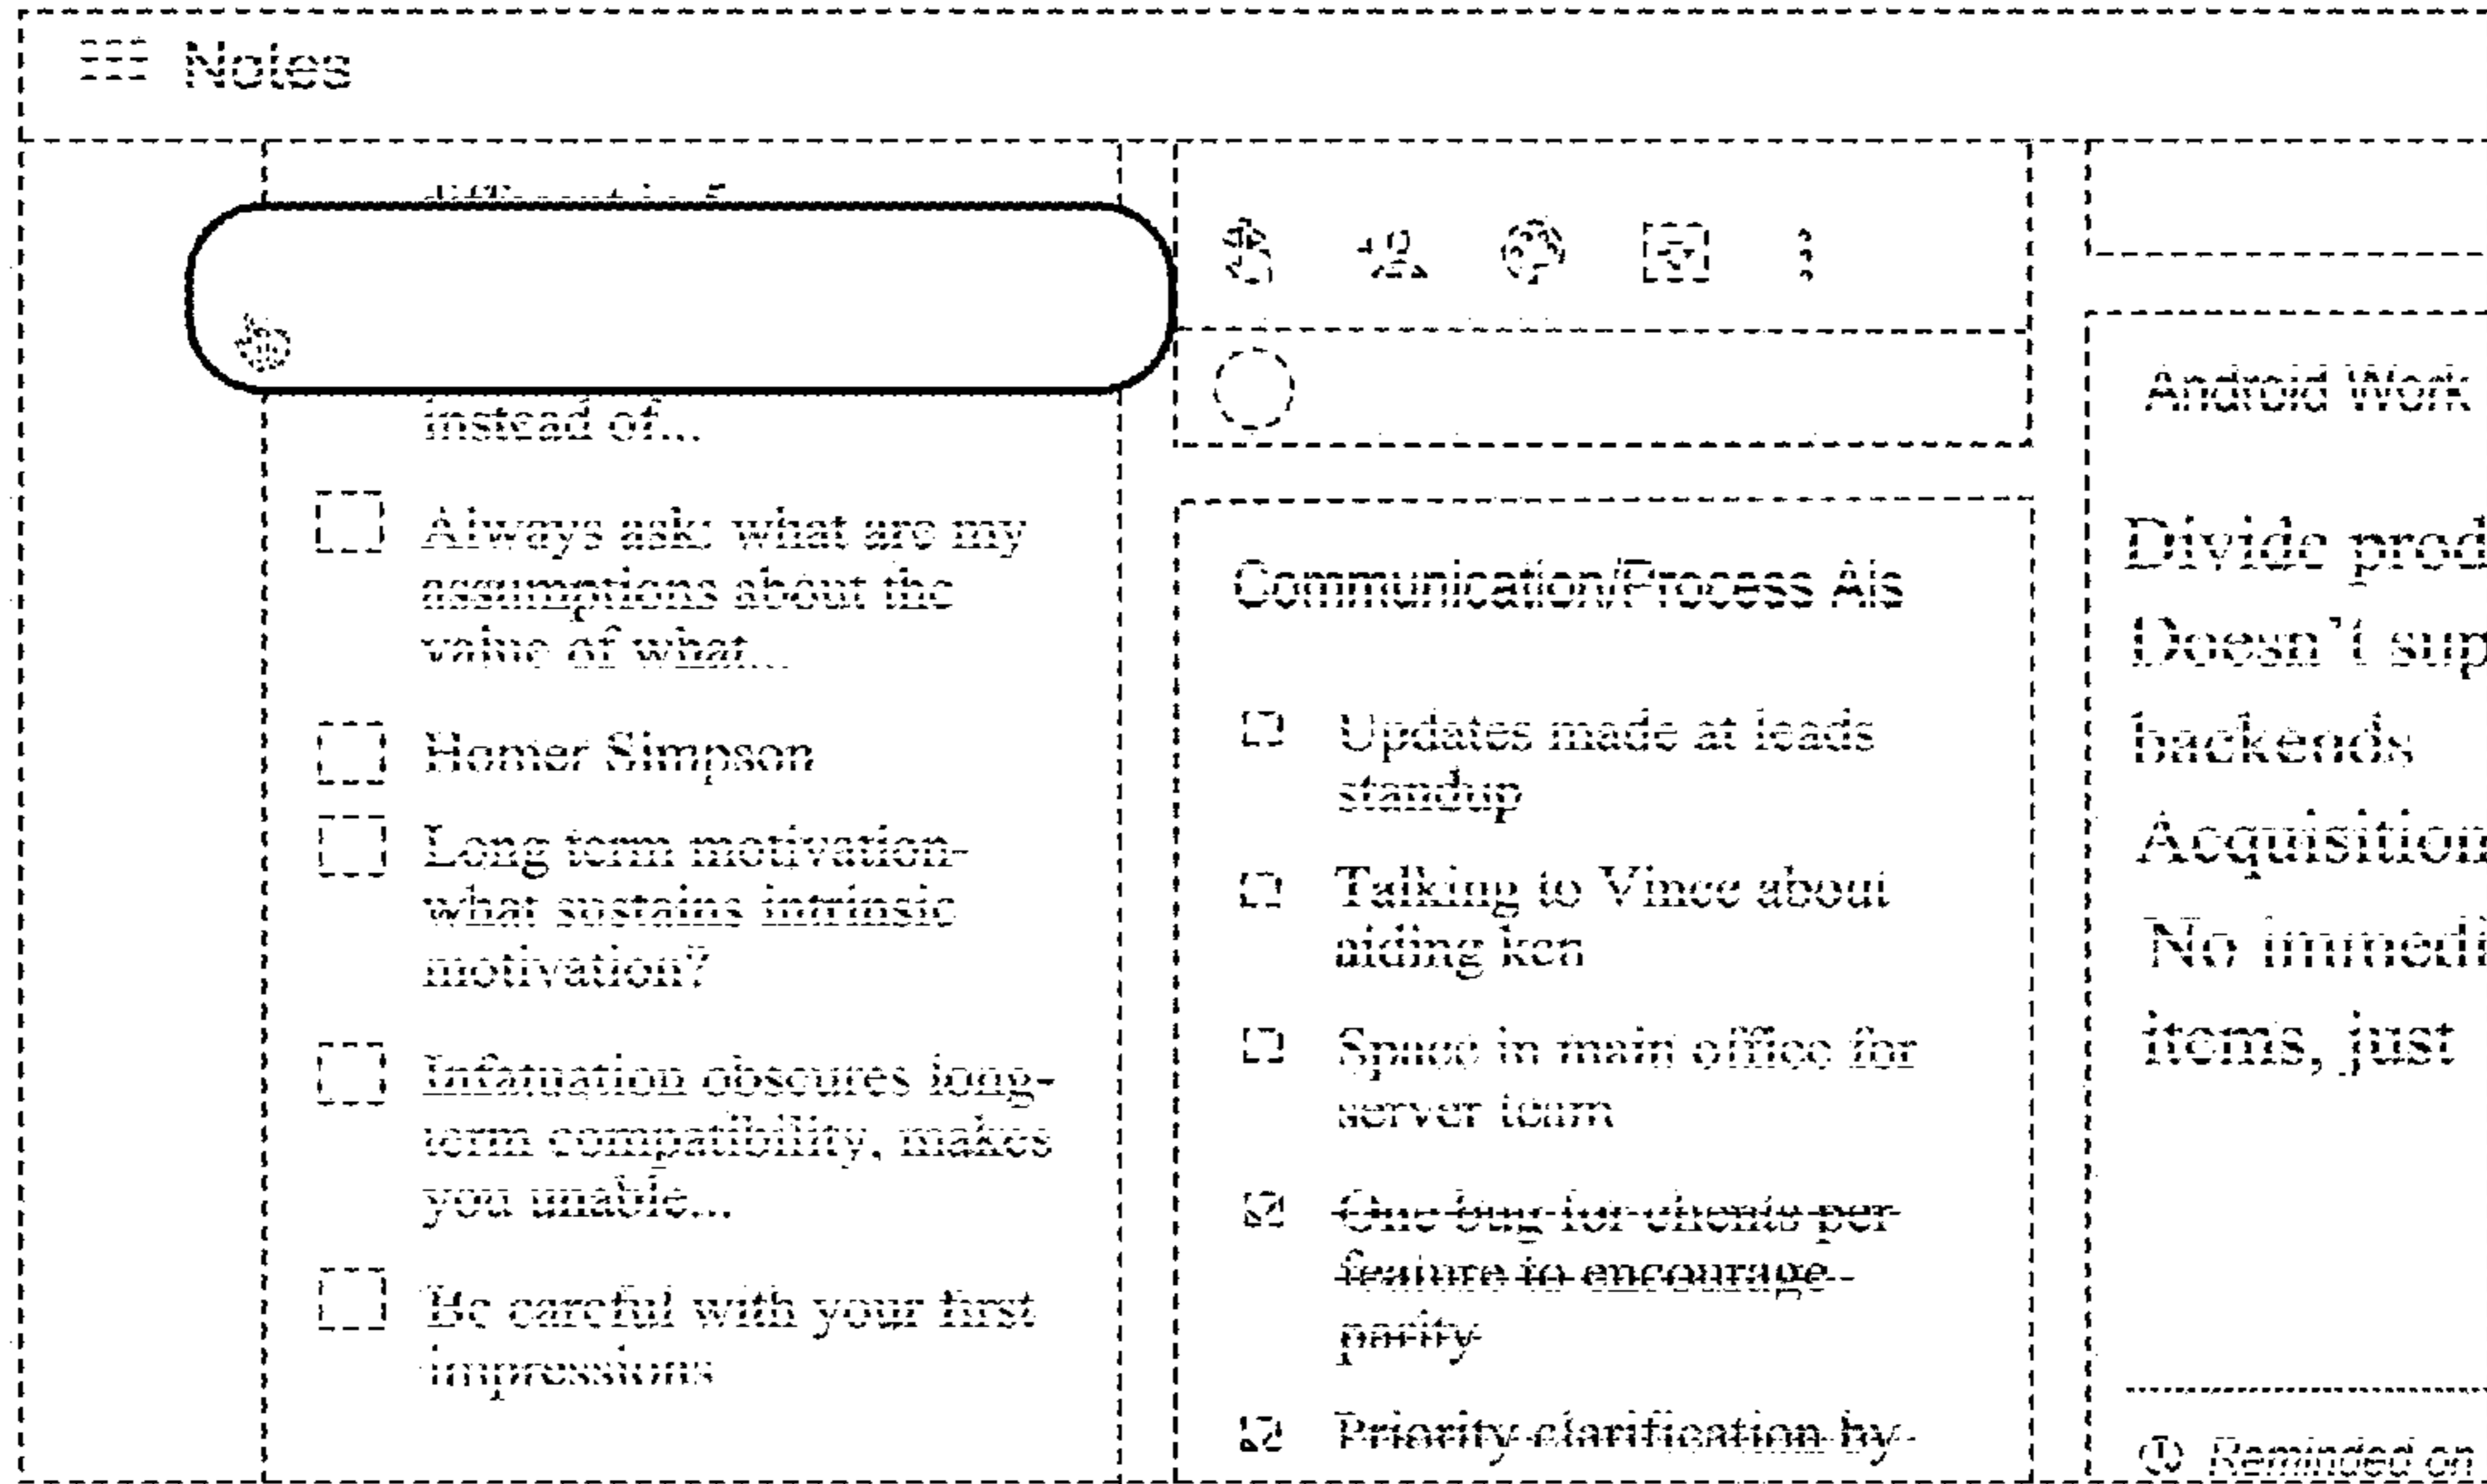 Notes
instead of...
Always ask: what are my
assumptions about the
value of what...
Homer Simpson
Long term motivation-
what sustains intrinsic
motivation?
Infatuation obscures long-
term compatibility, makes
you unable...
Be careful with your first
impressions
Communication/Process AIs
Updates made at leads
standup
Talking to Vince about
aiding ken
Space in main office for
server team
One bug for clients per
feature to encourage
parity
Priority clarification by
Android Work
Divide prod
Doesn't sup
backends
Acquisition
No immedi
items, just
Reminded on